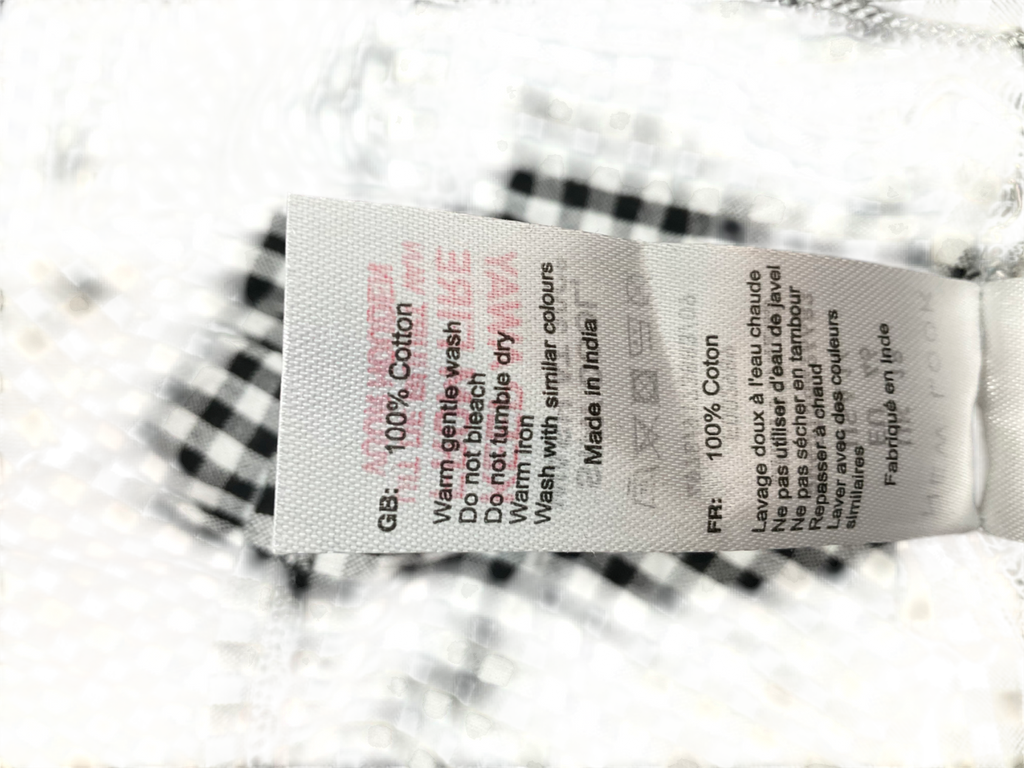 GB: 100% Cotton
Warm gentle wash
Do not bleach
Do not tumble dry
Warm iron
Wash with similar colours
Made in India
FR: 100% Coton
Lavage doux à l'eau chaude
Ne pas utiliser d'eau de javel
Ne pas sécher en tambour
Repasser à chaud
Laver avec des couleurs
similaires
Fabriqué en Inde
KEEP AWAY